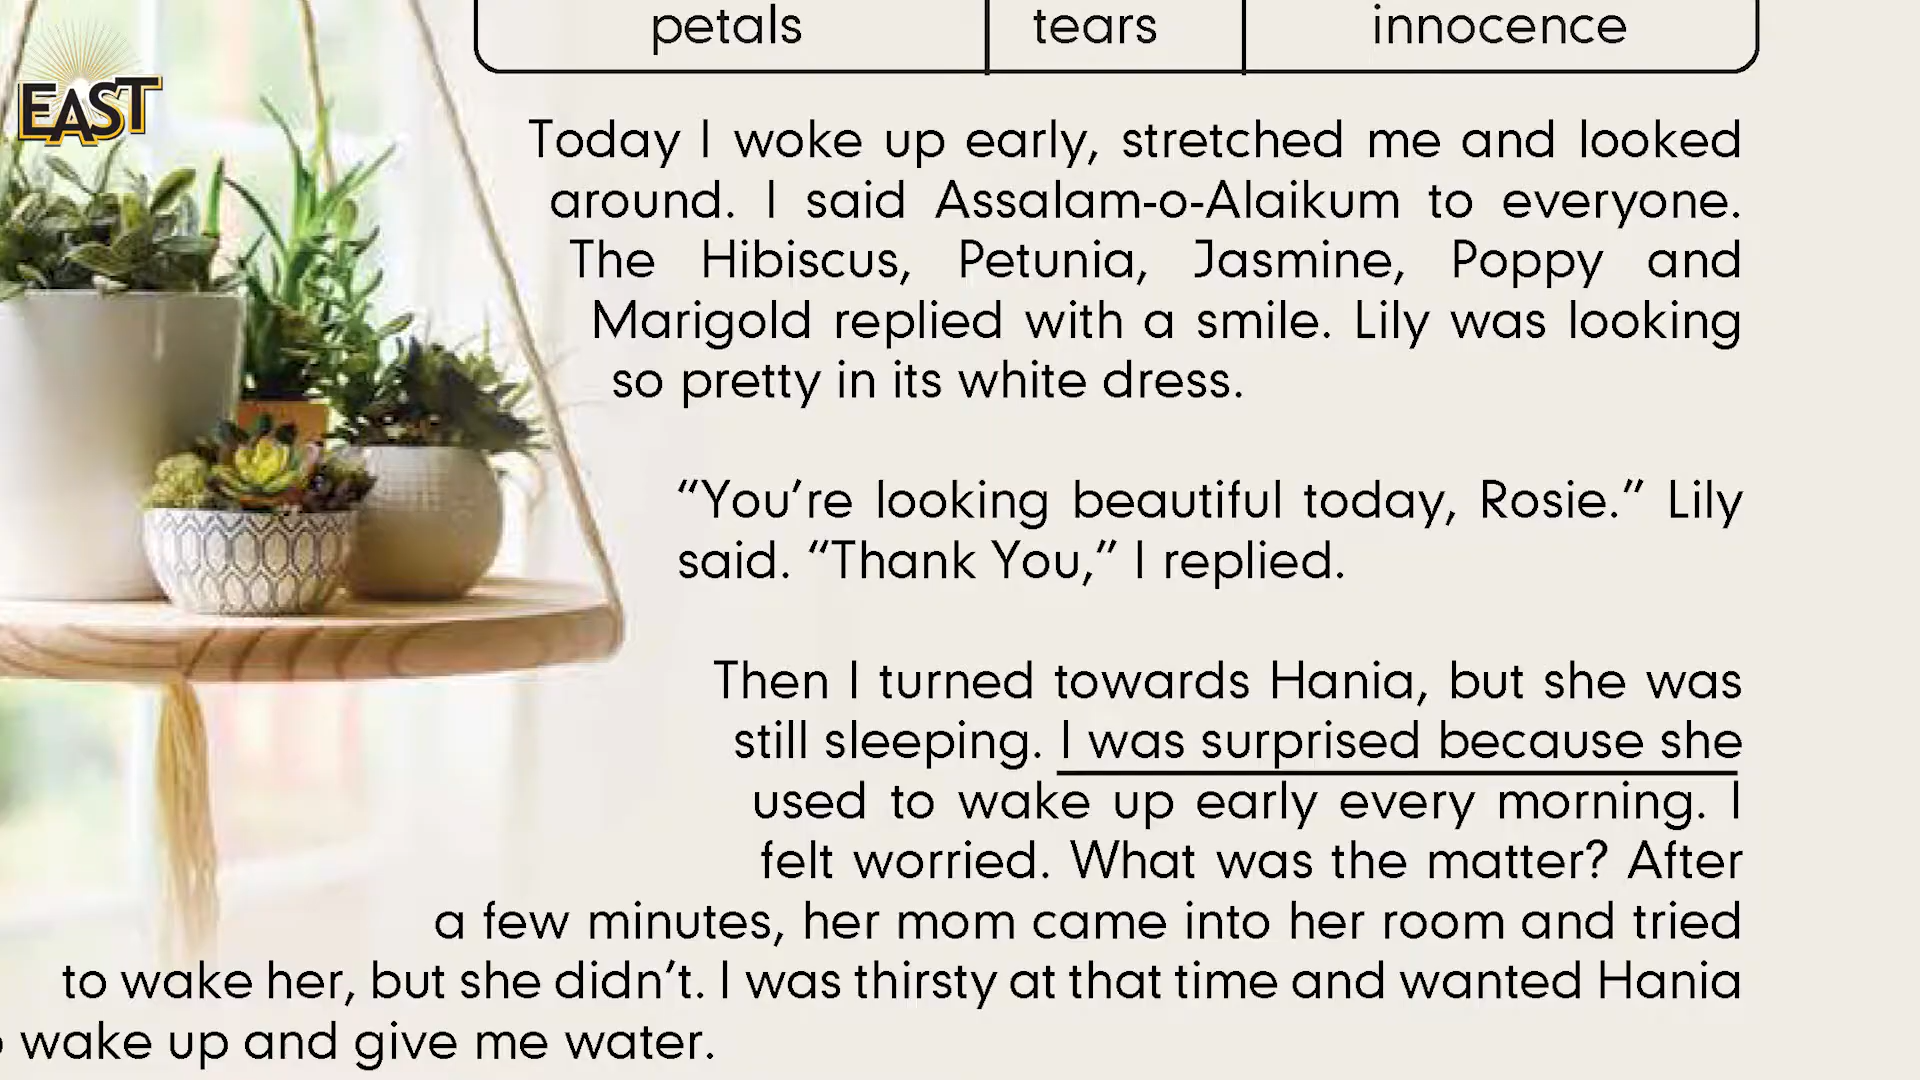 petals tears innocence
EAST
Today I woke up early, stretched me and looked
around. I said Assalam-o-Alaikum to everyone.
The Hibiscus, Petunia, Jasmine, Poppy and
Marigold replied with a smile. Lily was looking
so pretty in its white dress.
“You’re looking beautiful today, Rosie.” Lily
said. “Thank You,” I replied.
Then I turned towards Hania, but she was
still sleeping. I was surprised because she
used to wake up early every morning. I
felt worried. What was the matter? After
a few minutes, her mom came into her room and tried
to wake her, but she didn’t. I was thirsty at that time and wanted Hania
wake up and give me water.